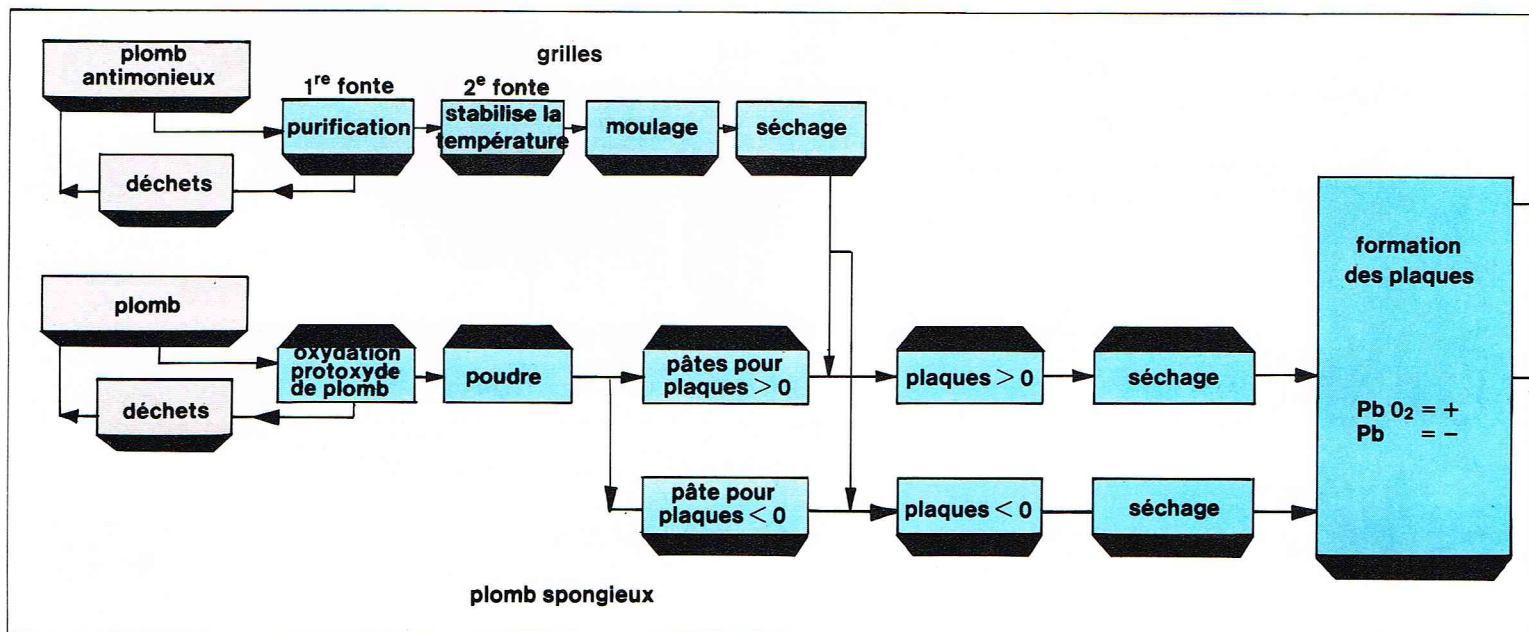 plomb
antimonieux
grilles
1re fonte
2e fonte
purification
stabilise la
température
moulage
séchage
déchets
plomb
oxydation
protoxyde
de plomb
poudre
pâtes pour
plaques > 0
plaques > 0
séchage
déchets
pâte pour
plaques < 0
plaques < 0
séchage
formation
des plaques
Pb O₂ = +
Pb = −
plomb spongieux